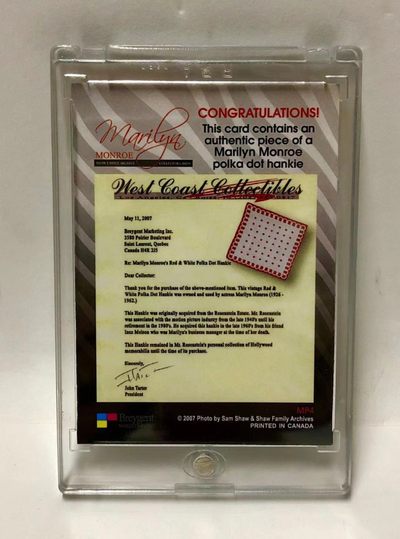 Marilyn
MONROE
CONGRATULATIONS!
This card contains an
authentic piece of a
Marilyn Monroe
polka dot hankie
West Coast Collectibles
May 11, 2007
Breygent Marketing Inc.
2580 Poirier Boulevard
Saint Laurent, Quebec
Canada H4R 2J5
Re: Marilyn Monroe's Red & White Polka Dot Hankie
Dear Collector:
Thank you for the purchase of the above-mentioned item. This vintage Red &
White Polka Dot Hankie was owned and used by actress Marilyn Monroe (1926 -
1962.)
This Hankie was originally acquired from the Rosenstein Estate. Mr. Rosenstein
was associated with the motion picture industry from the late 1940's until his
retirement in the 1980's. He acquired this hankie in the late 1960's from his friend
Inez Melson who was Marilyn's business manager at the time of her death.
This Hankie remained in Mr. Rosenstein's personal collection of Hollywood
memorabilia until the time of its purchase.
Sincerely,
John Tartor
President
MP4
Breygent
© 2007 Photo by Sam Shaw & Shaw Family Archives
PRINTED IN CANADA